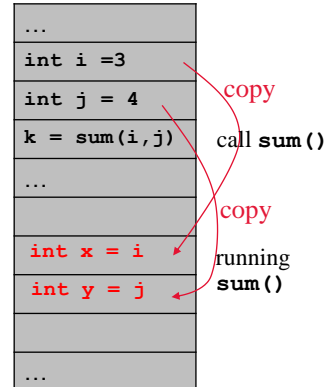 ...
int i =3
copy
int j = 4
k = sum(i,j)
call sum()
...
copy
int x = i
running
int y = j
sum()
...